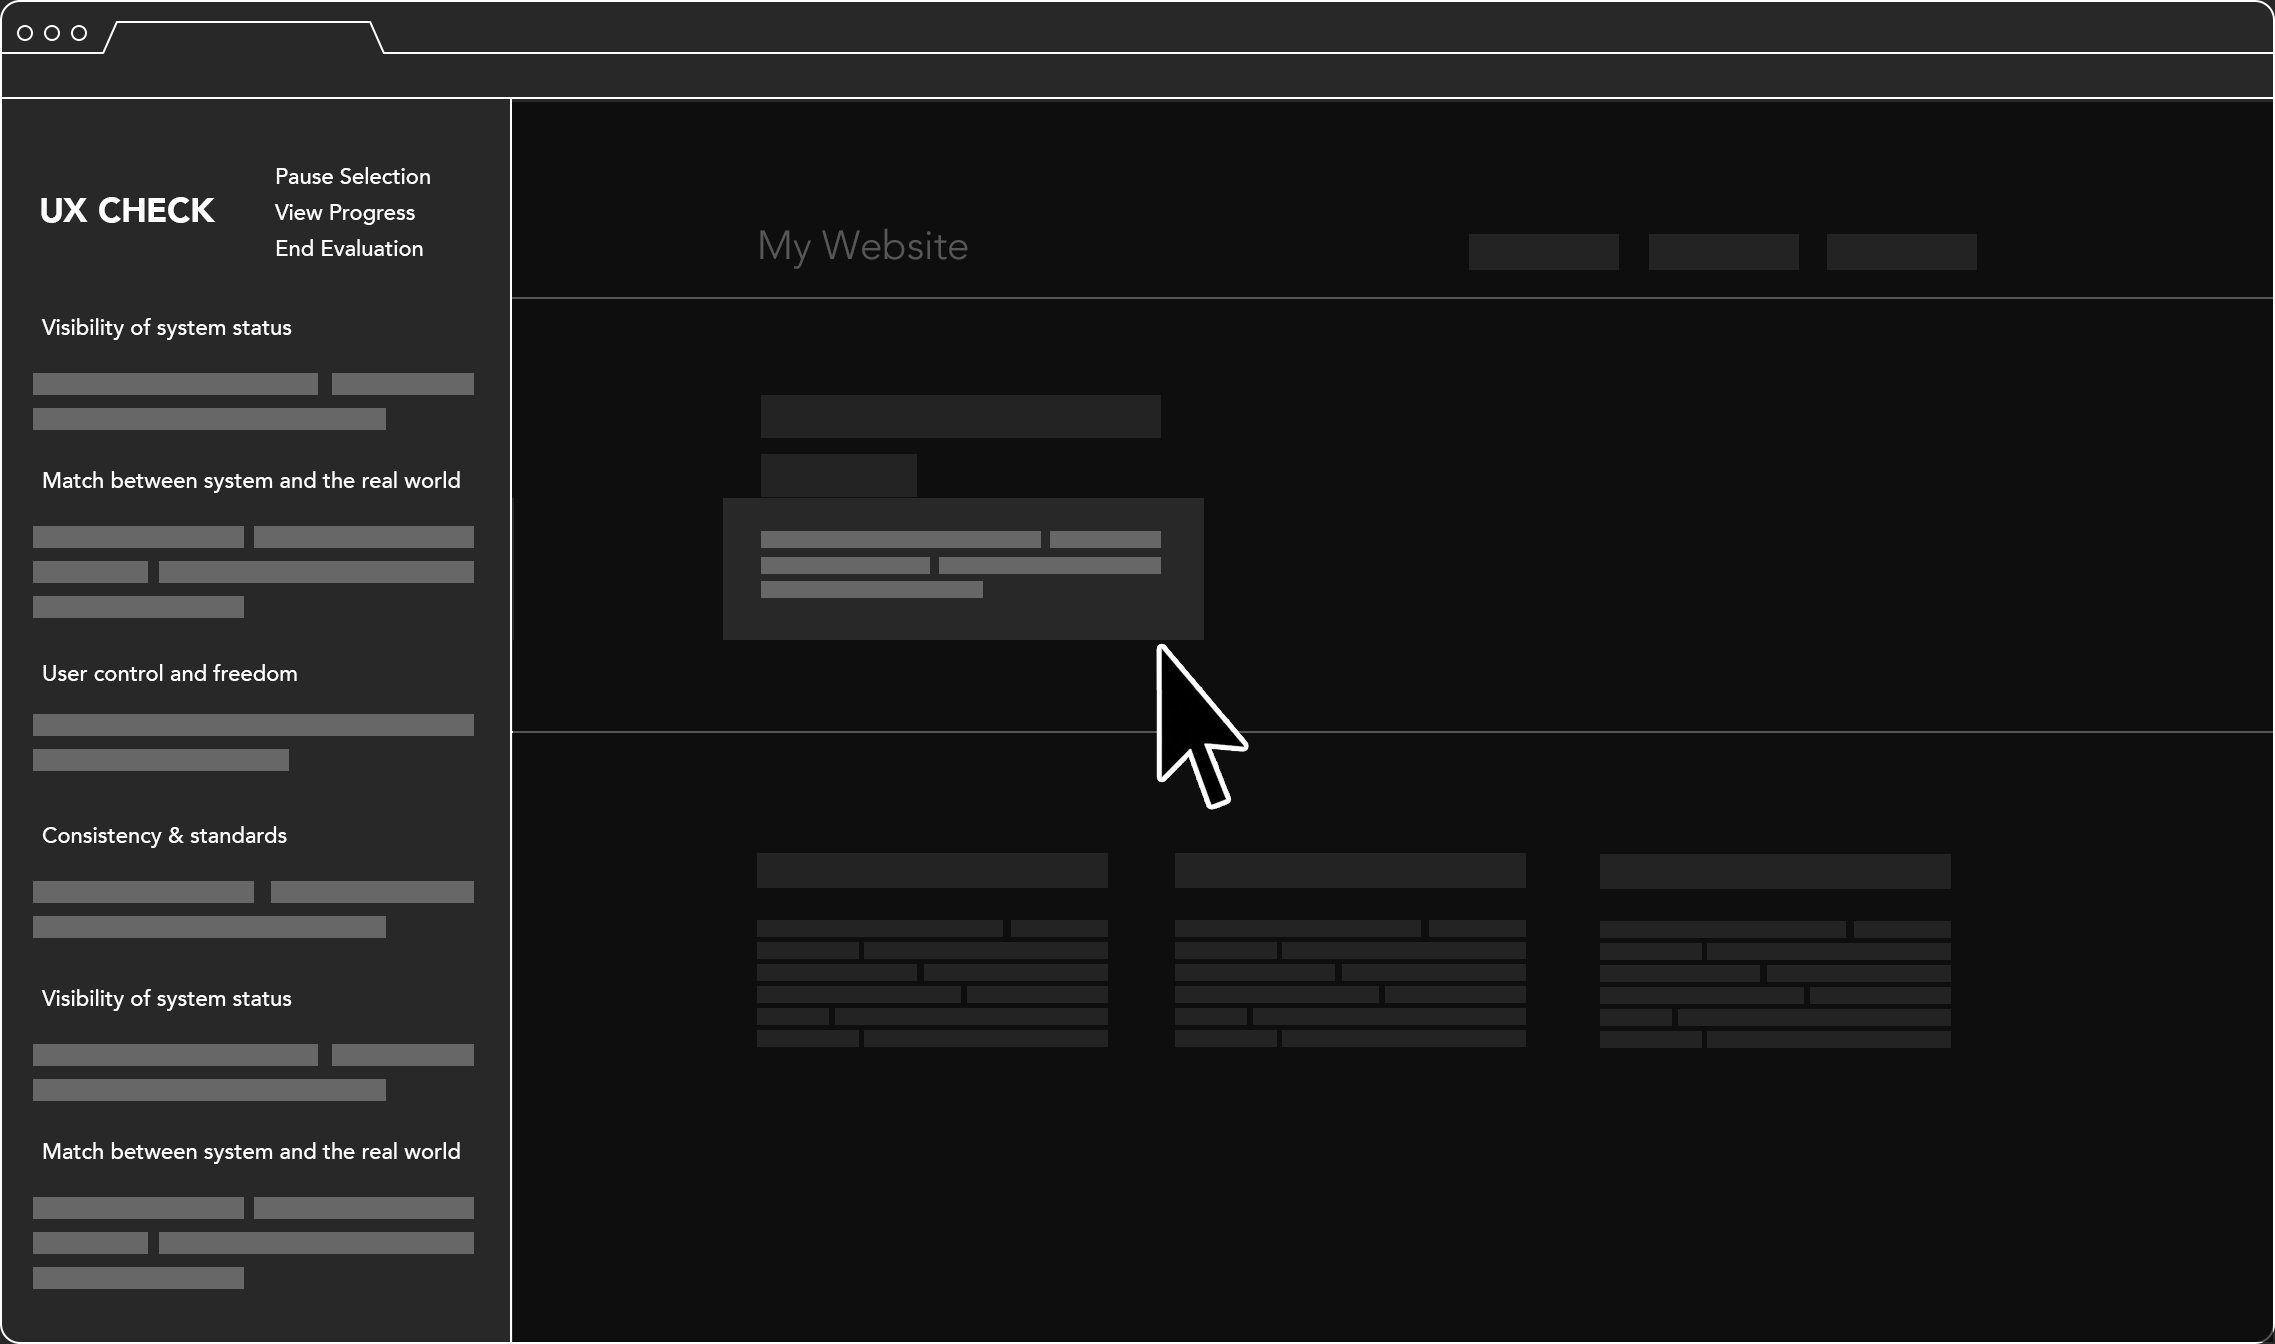 UX CHECK
Pause Selection
View Progress
End Evaluation
Visibility of system status
Match between system and the real world
User control and freedom
Consistency & standards
Visibility of system status
Match between system and the real world
My Website